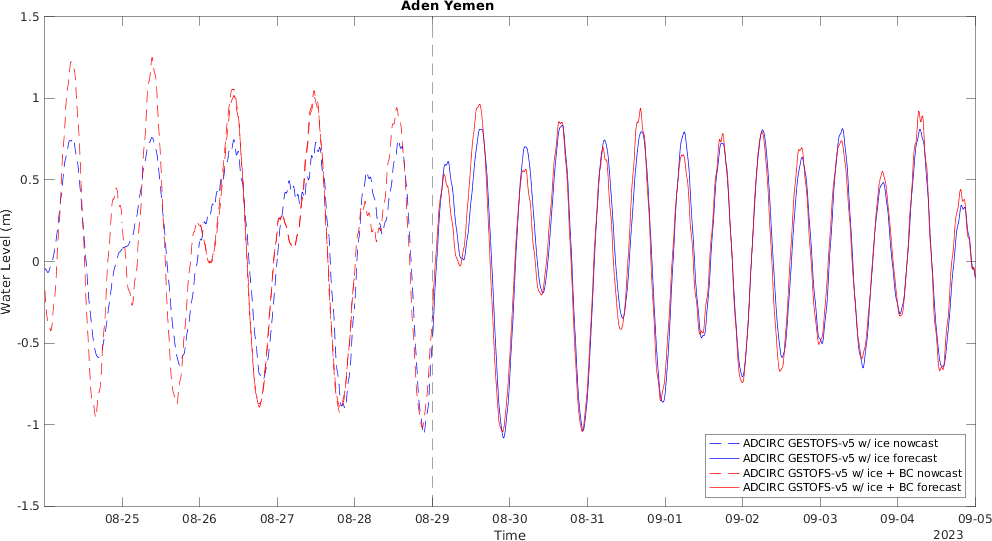 Aden Yemen
Water Level (m)
1.5
1
0.5
0
-0.5
-1
-1.5
ADCIRC GESTOFS-v5 w/ ice nowcast
ADCIRC GESTOFS-v5 w/ ice forecast
ADCIRC GSTOFS-v5 w/ ice + BC nowcast
ADCIRC GSTOFS-v5 w/ ice + BC forecast
08-25 08-26 08-27 08-28 08-29 08-30 08-31 09-01 09-02 09-03 09-04 09-05
Time
2023